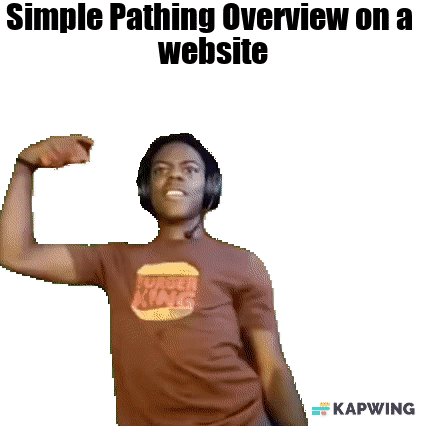 Simple Pathing Overview on a
website
BURGER
KING
KAPWING